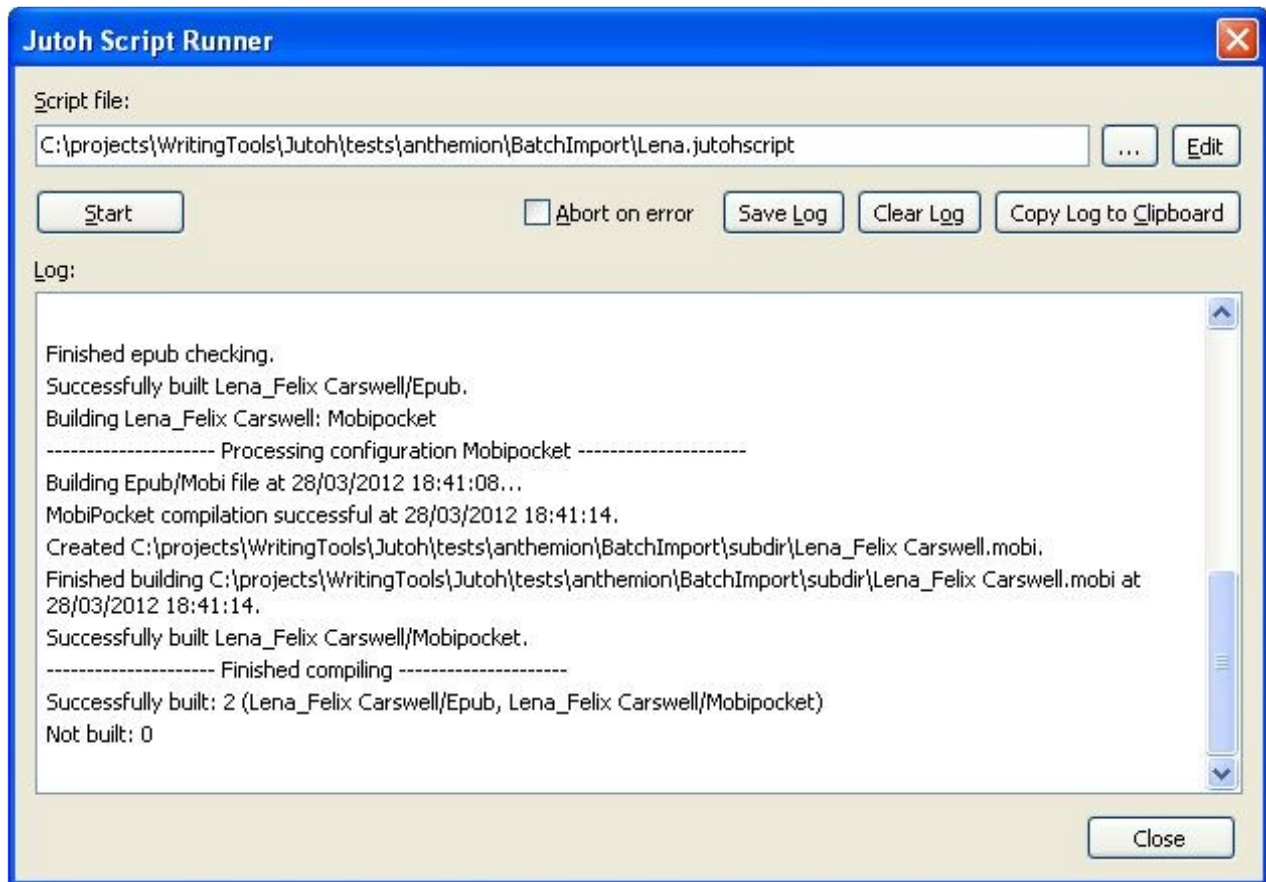 Jutoh Script Runner
Script file:
C:\projects\WritingTools\Jutoh\tests\anthemion\BatchImport\Lena.jutohscript
...
Edit
Start
Abort on error
Save Log
Clear Log
Copy Log to Clipboard
Log:
Finished epub checking.
Successfully built Lena_Felix Carswell/Epub.
Building Lena_Felix Carswell: Mobipocket
--------------------- Processing configuration Mobipocket ---------------------
Building Epub/Mobi file at 28/03/2012 18:41:08...
MobiPocket compilation successful at 28/03/2012 18:41:14.
Created C:\projects\WritingTools\Jutoh\tests\anthemion\BatchImport\subdir\Lena_Felix Carswell.mobi.
Finished building C:\projects\WritingTools\Jutoh\tests\anthemion\BatchImport\subdir\Lena_Felix Carswell.mobi at
28/03/2012 18:41:14.
Successfully built Lena_Felix Carswell/Mobipocket.
--------------------- Finished compiling ---------------------
Successfully built: 2 (Lena_Felix Carswell/Epub, Lena_Felix Carswell/Mobipocket)
Not built: 0
Close